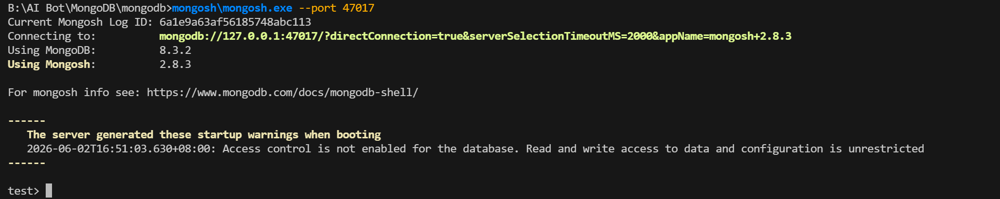 B:\AI Bot\MongoDB\mongodb>mongosh\mongosh.exe --port 47017
Current Mongosh Log ID: 6a1e9a63af56185748abc113
Connecting to:          mongodb://127.0.0.1:47017/?directConnection=true&serverSelectionTimeoutMS=2000&appName=mongosh+2.8.3
Using MongoDB:          8.3.2
Using Mongosh:          2.8.3
For mongosh info see: https://www.mongodb.com/docs/mongodb-shell/
------
   The server generated these startup warnings when booting
   2026-06-02T16:51:03.630+08:00: Access control is not enabled for the database. Read and write access to data and configuration is unrestricted
------
test>